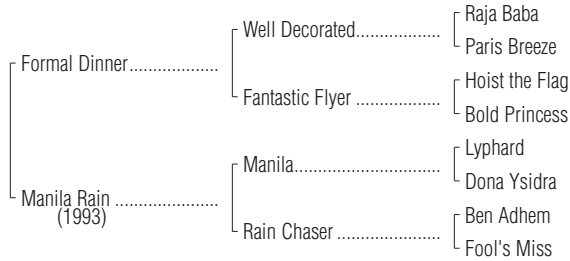 Raja Baba
Well Decorated...................
Paris Breeze
Formal Dinner....................
Hoist the Flag
Fantastic Flyer ...................
Bold Princess
Lyphard
Manila.................................
Dona Ysidra
Manila Rain .......................
(1993)
Ben Adhem
Rain Chaser .......................
Fool's Miss